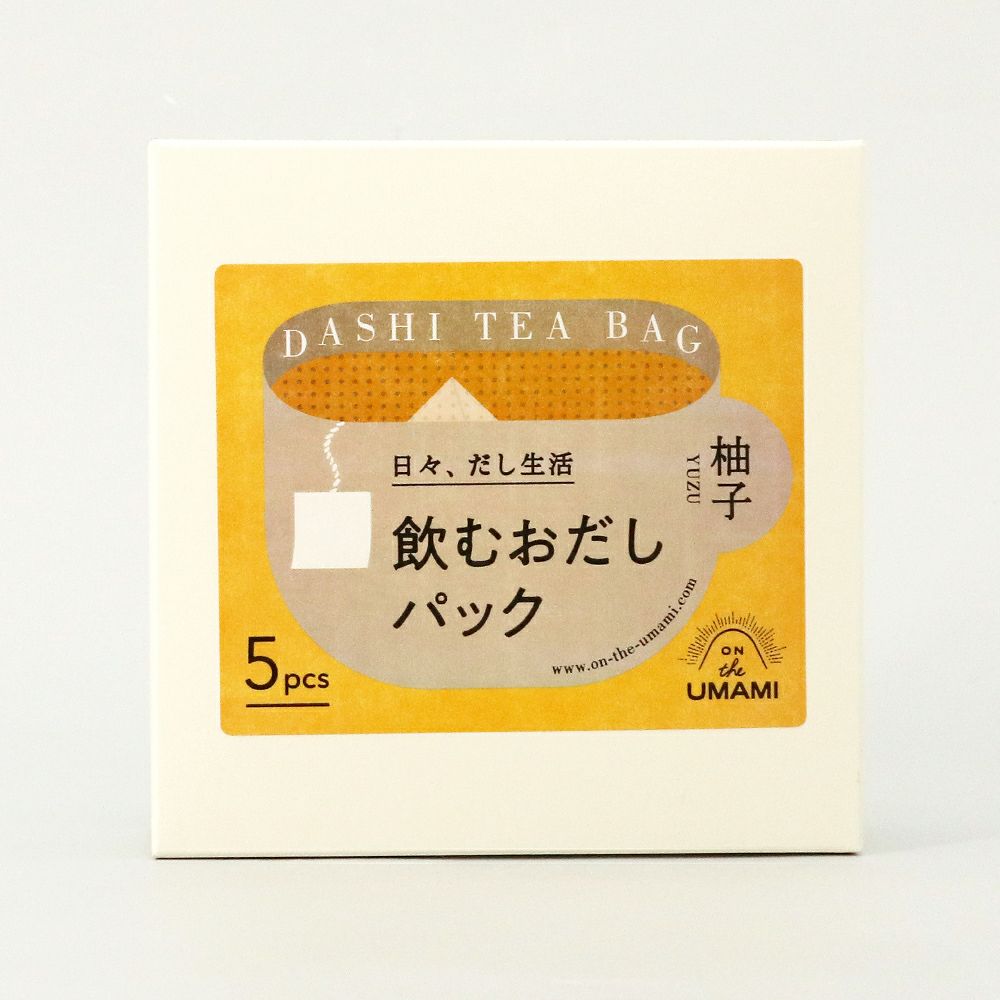 DASHI TEA BAG
日々、だし生活
飲むおだし
パック
柚子
YUZU
www.on-the-umami.com
5pcs
ON
the
UMAMI